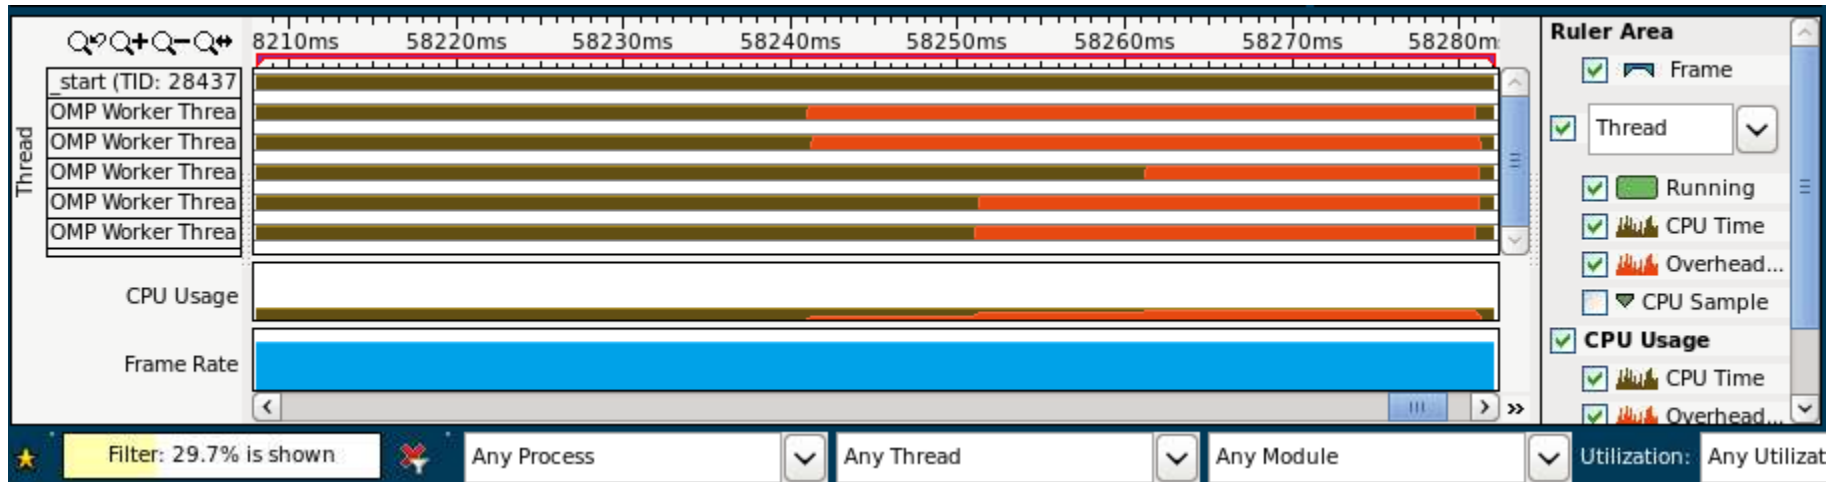 8210ms 58220ms 58230ms 58240ms 58250ms 58260ms 58270ms 58280m
Thread
_start (TID: 28437
OMP Worker Threa
OMP Worker Threa
OMP Worker Threa
OMP Worker Threa
OMP Worker Threa
CPU Usage
Frame Rate
Ruler Area
Frame
Thread
Running
CPU Time
Overhead...
CPU Sample
CPU Usage
CPU Time
Overhead...
Filter: 29.7% is shown Any Process Any Thread Any Module Utilization: Any Utilizat